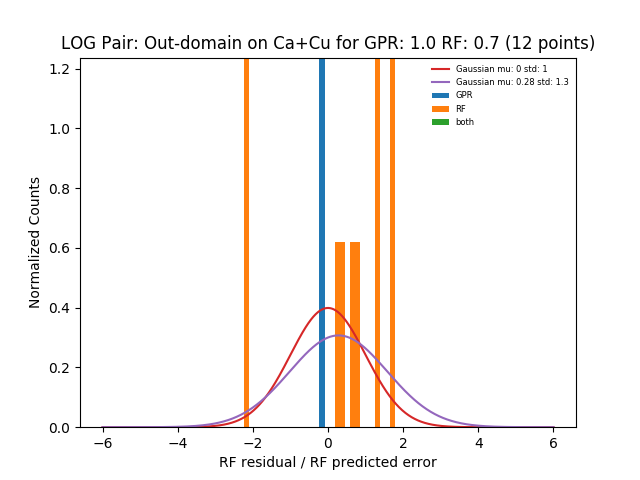 LOG Pair: Out-domain on Ca+Cu for GPR: 1.0 RF: 0.7 (12 points)
Gaussian mu: 0 std: 1
Gaussian mu: 0.28 std: 1.3
GPR
RF
both
Normalized Counts
1.2
1.0
0.8
0.6
0.4
0.2
0.0
−6 −4 −2 0 2 4 6
RF residual / RF predicted error